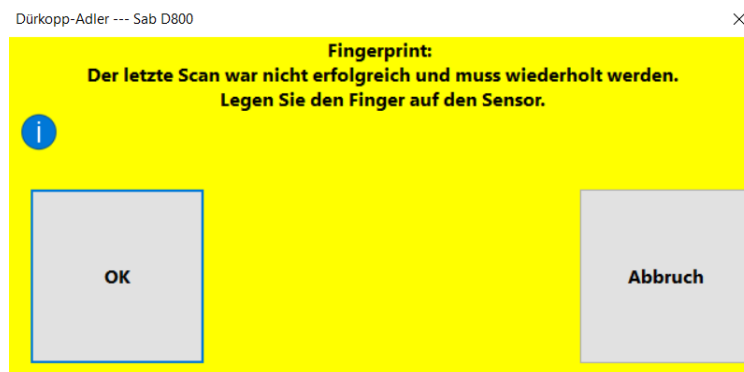 Dürkopp-Adler --- Sab D800
Fingerprint:
Der letzte Scan war nicht erfolgreich und muss wiederholt werden.
Legen Sie den Finger auf den Sensor.
i
OK
Abbruch